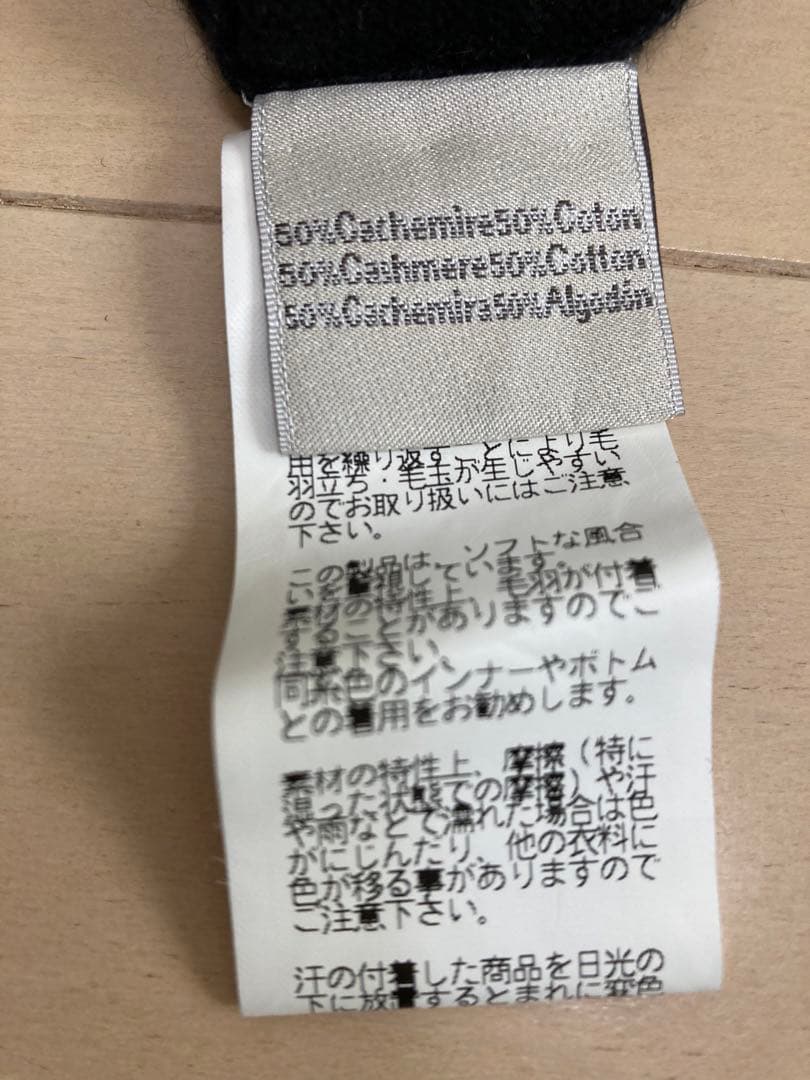 50%Cachemire50%Coton
50%Cashmere50%Cotton
50%Cachemira50%Algodón
用を繰り返すことにより毛
羽立ち・毛玉が生じやすい
のでお取り扱いにはご注意
下さい。
この製品は、ソフトな風合
いを重視しています。
素材の特性上、毛羽が付着
することがありますのでご
注意下さい、
同系色のインナーやボトム
との着用をお勧めします。
素材の特性上、摩擦(特に
湿った状態での摩擦)や汗
や雨などで濡れた場合は色
がにじんだり、他の衣料に
色が移る事がありますので
ご注意下さい。
汗の付着した商品を日光の
下に放置するとまれに変色